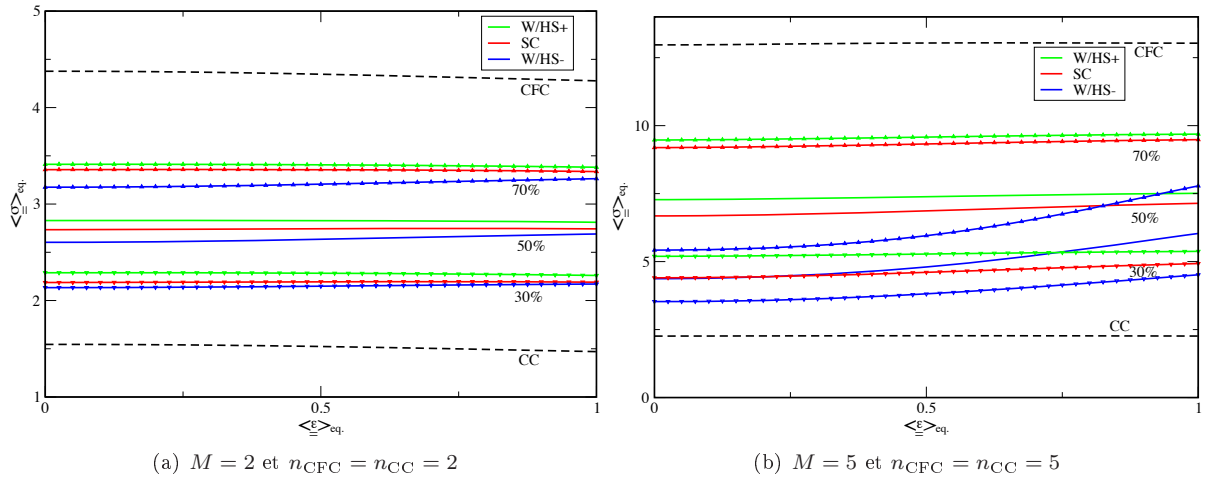 5
4
3
2
1
<σ>eq.
W/HS+
SC
W/HS-
CFC
70%
50%
30%
CC
0
0.5
1
<ε>eq.
(a) M = 2 et nCFC = nCC = 2
10
5
0
<σ>eq.
CFC
W/HS+
SC
W/HS-
70%
50%
30%
CC
0
0.5
1
<ε>eq.
(b) M = 5 et nCFC = nCC = 5